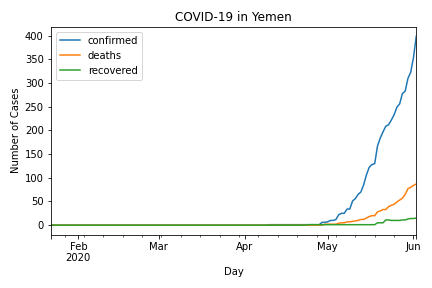 COVID-19 in Yemen
confirmed
deaths
recovered
Number of Cases
400
350
300
250
200
150
100
50
0
Feb
2020
Mar
Apr
May
Jun
Day